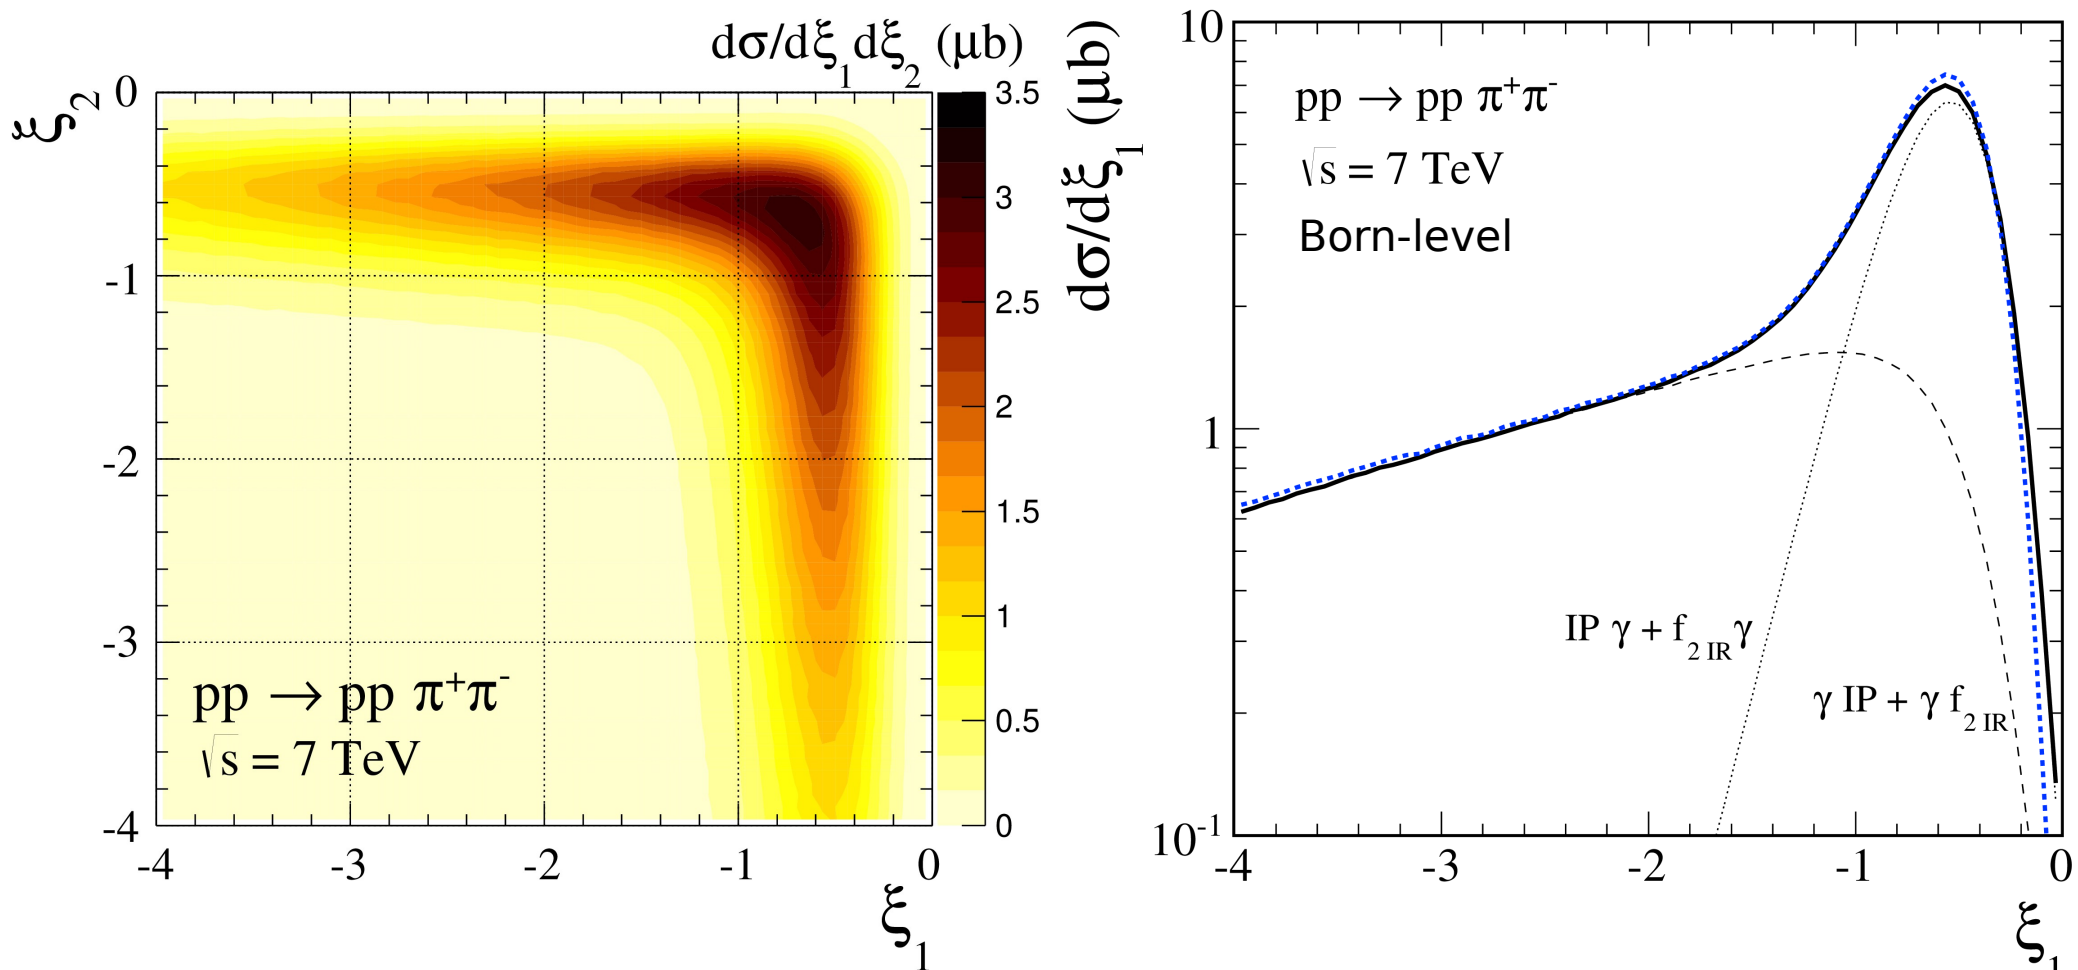 dσ/dξ₁dξ₂ (μb)
ξ₂
0
-1
-2
-3
-4
pp → pp π⁺π⁻
√s = 7 TeV
-4 -3 -2 -1 0
ξ₁
3.5
3
2.5
2
1.5
1
0.5
0
dσ/dξ₁ (μb)
10
1
10⁻¹
pp → pp π⁺π⁻
√s = 7 TeV
Born-level
IP γ + f₂ IR γ
γ IP + γ f₂ IR
-4 -3 -2 -1 0
ξ₁